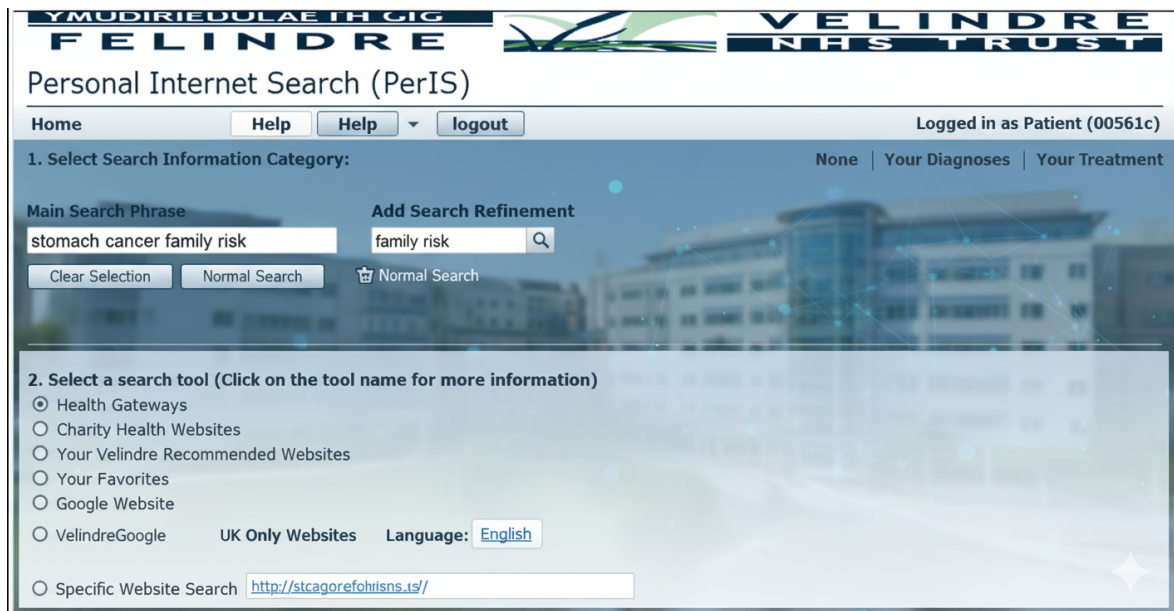 YMUDIRIEDULAETH GIG
FELINDRE
VELINDRE
NHS TRUST
Personal Internet Search (PerIS)
Home Help Help logout Logged in as Patient (00561c)
1. Select Search Information Category: None | Your Diagnoses | Your Treatment
Main Search Phrase Add Search Refinement
stomach cancer family risk family risk
Clear Selection Normal Search Normal Search
2. Select a search tool (Click on the tool name for more information)
Health Gateways
Charity Health Websites
Your Velindre Recommended Websites
Your Favorites
Google Website
VelindreGoogle UK Only Websites Language: English
Specific Website Search